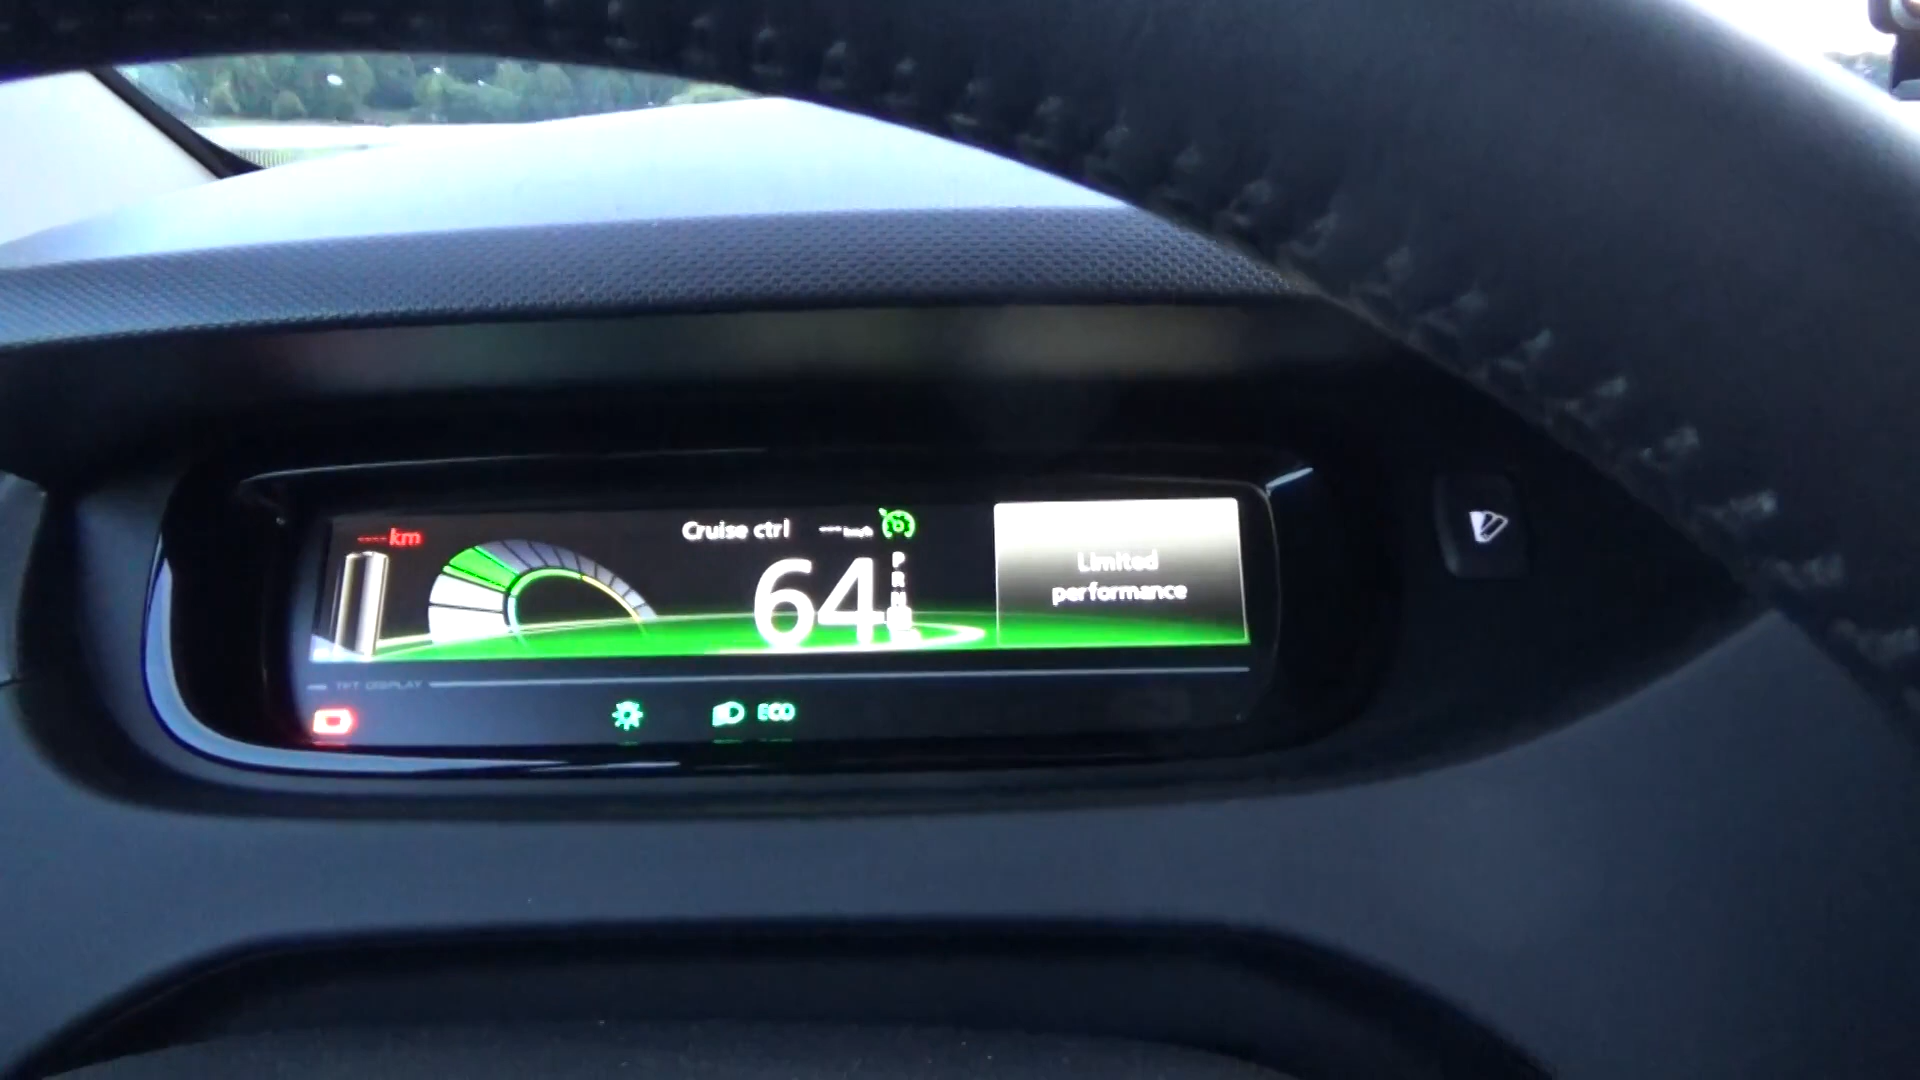 ---km
Cruise ctrl ---km/h
64
P
R
N
Limited
performance
TFT DISPLAY
ECO